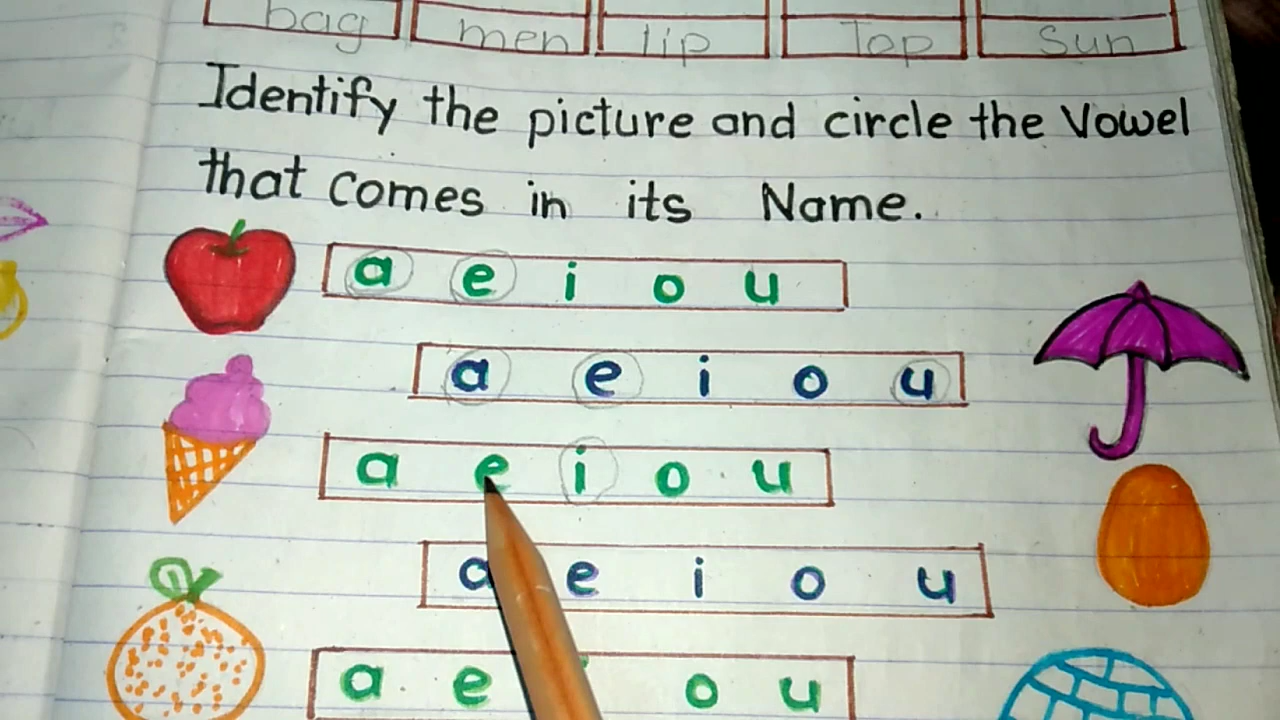 bag men lip Top Sun
Identify the picture and circle the Vowel
that comes in its Name.
a e i o u
a e i o u
a e i o u
a e i o u
a e o u